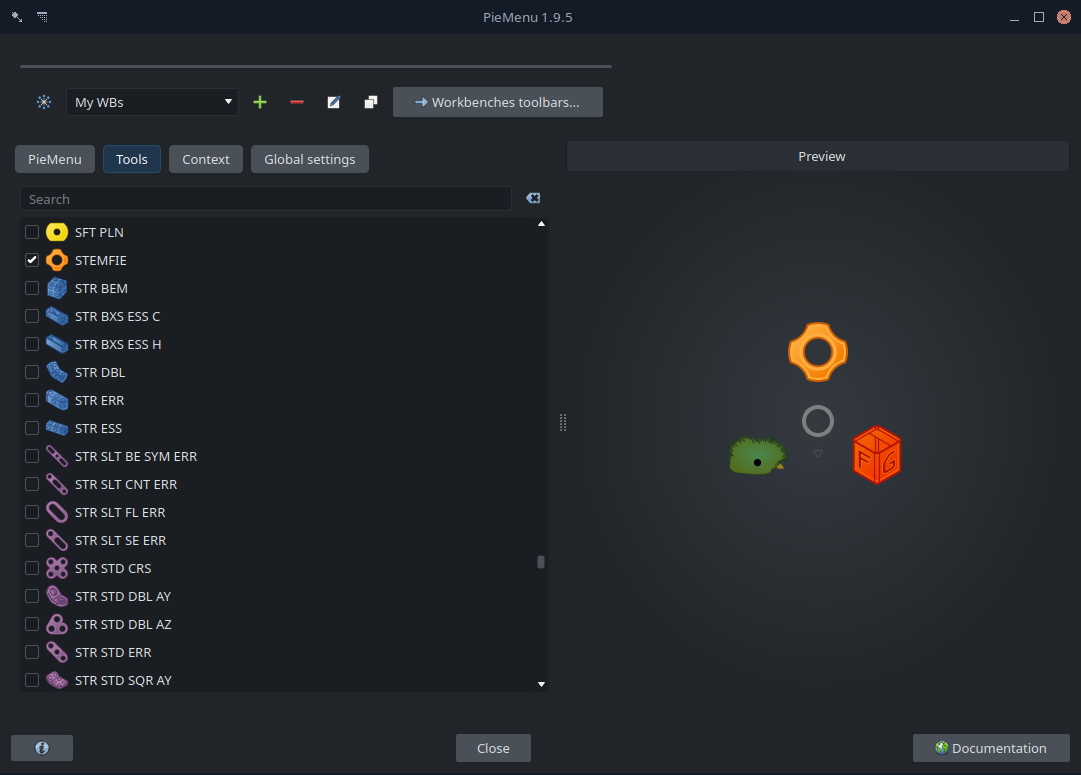 PieMenu 1.9.5
My WBs
Workbenches toolbars...
PieMenu
Tools
Context
Global settings
Preview
Search
SFT PLN
STEMFIE
STR BEM
STR BXS ESS C
STR BXS ESS H
STR DBL
STR ERR
STR ESS
STR SLT BE SYM ERR
STR SLT CNT ERR
STR SLT FL ERR
STR SLT SE ERR
STR STD CRS
STR STD DBL AY
STR STD DBL AZ
STR STD ERR
STR STD SQR AY
F G
Close
Documentation